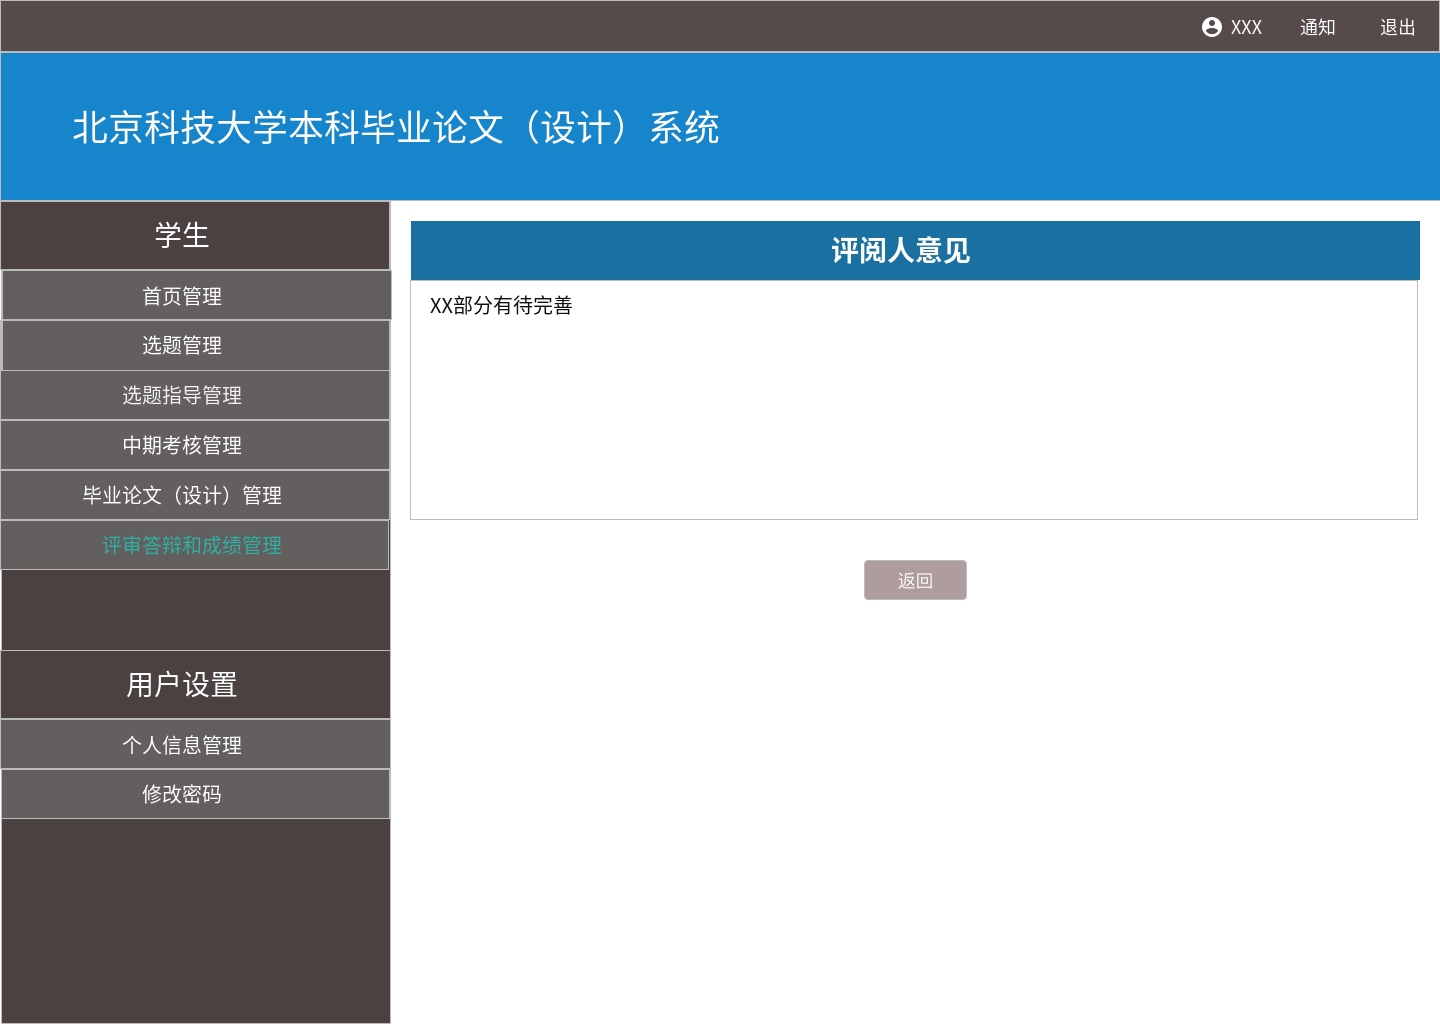 XXX 通知 退出
北京科技大学本科毕业论文（设计）系统
学生
首页管理
选题管理
选题指导管理
中期考核管理
毕业论文（设计）管理
评审答辩和成绩管理
用户设置
个人信息管理
修改密码
评阅人意见
XX部分有待完善
返回